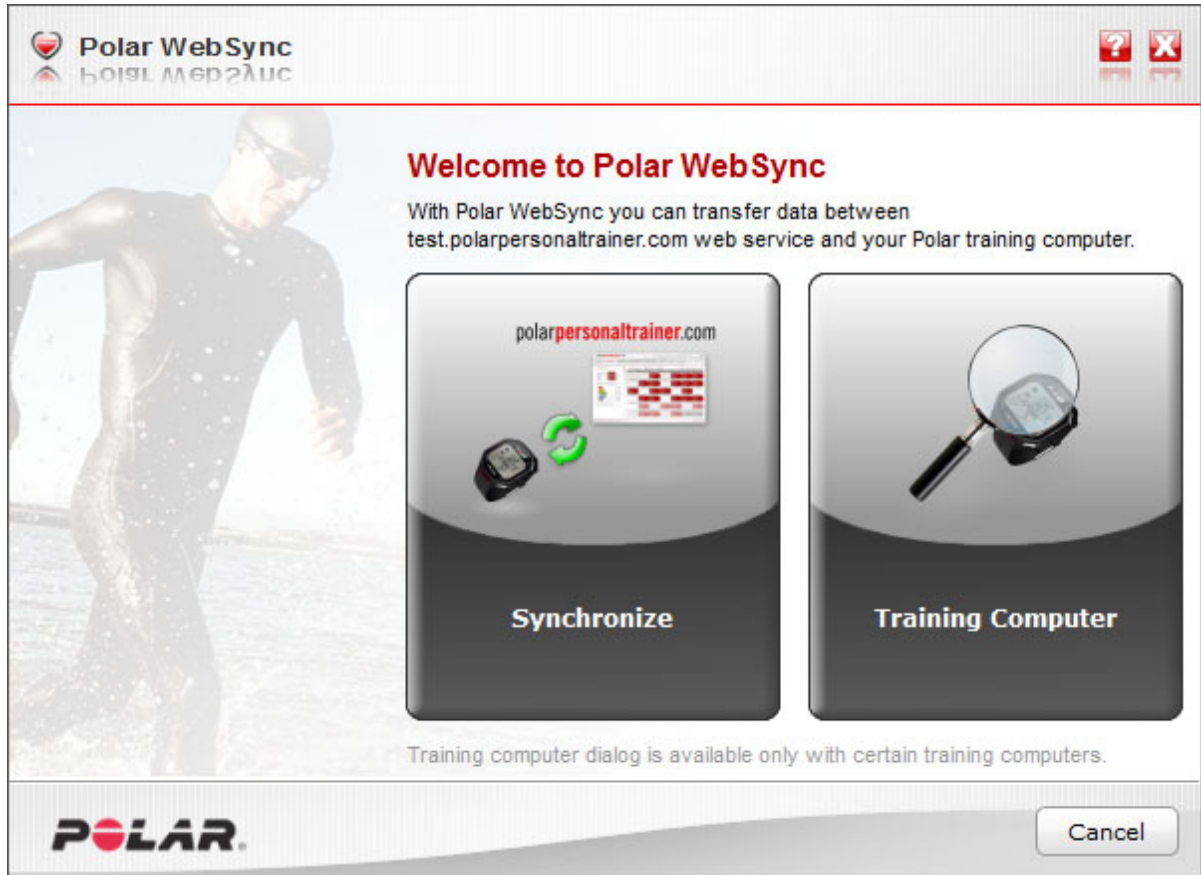 Polar WebSync
? X
Welcome to Polar WebSync
With Polar WebSync you can transfer data between
test.polarpersonaltrainer.com web service and your Polar training computer.
polarpersonaltrainer.com
Synchronize
Training Computer
Training computer dialog is available only with certain training computers.
POLAR.
Cancel